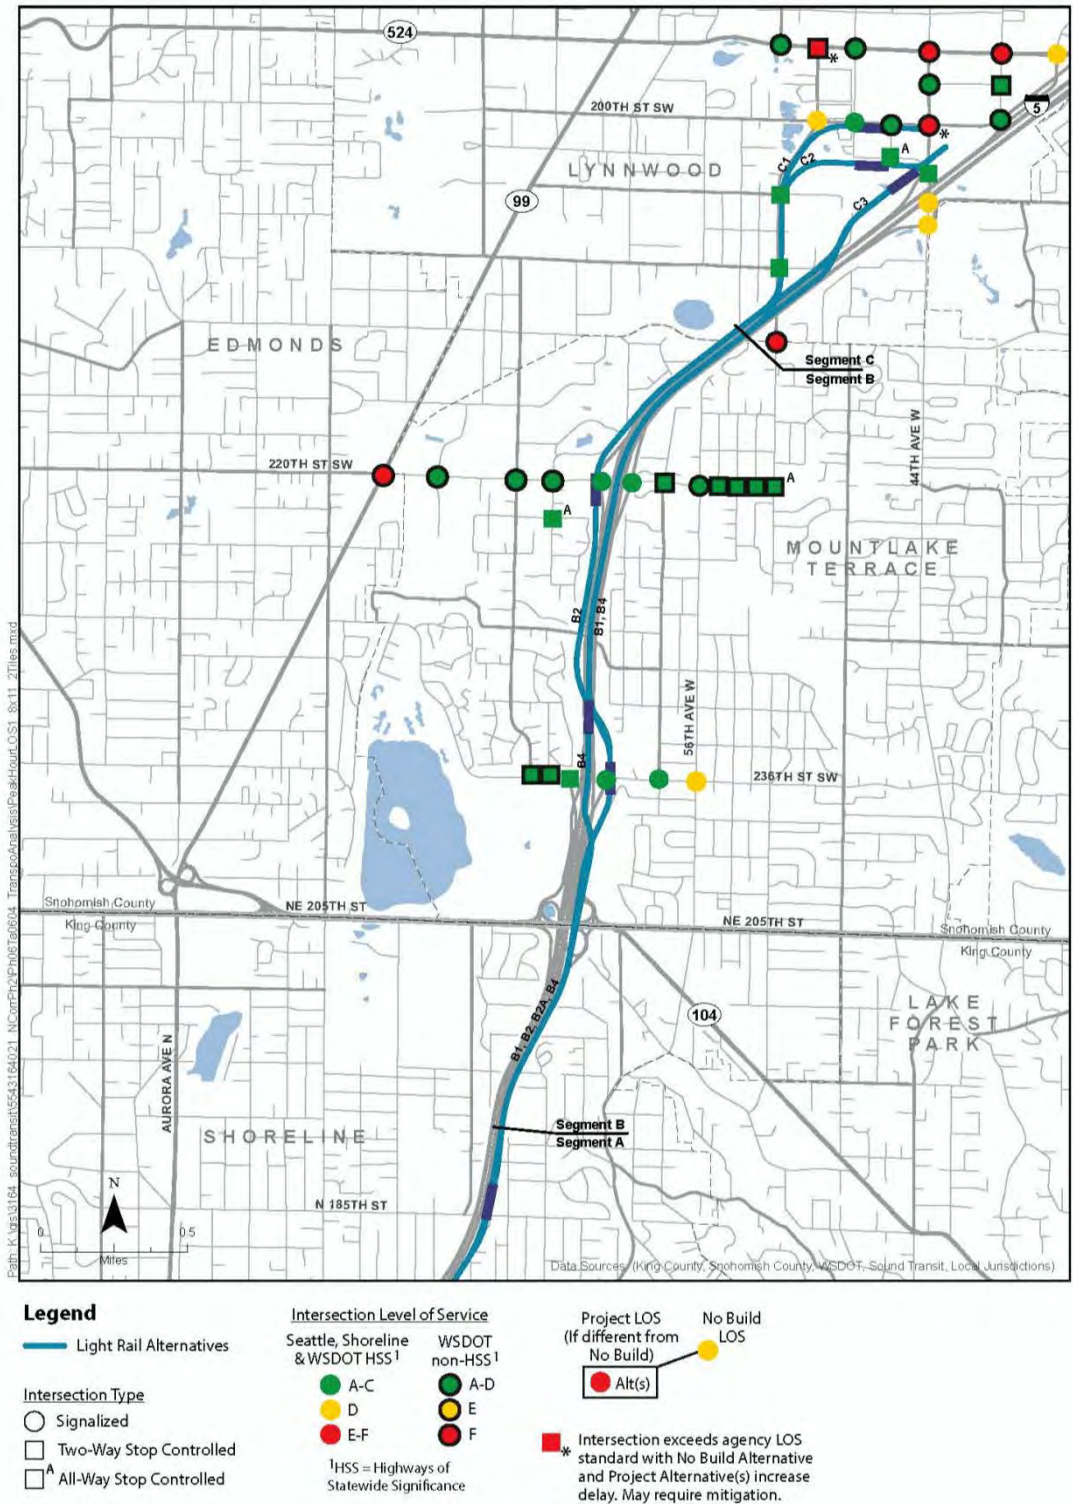 524
200TH ST SW
5
LYNNWOOD
A
C1
C2
C3
*
*
99
EDMONDS
Segment C
Segment B
44TH AVE W
220TH ST SW
A
A
MOUNTLAKE
TERRACE
B2
B1, B4
56TH AVE W
B4
236TH ST SW
Snohomish County
King County
NE 205TH ST
NE 205TH ST
Snohomish County
King County
B1, B2, B2A, B4
104
LAKE
FOREST
PARK
AURORA AVE N
SHORELINE
Segment B
Segment A
N
N 185TH ST
0
0.5
Miles
Data Sources: (King County, Snohomish County, WSDOT, Sound Transit, Local Jurisdictions)
Legend
Light Rail Alternatives
Intersection Type
Signalized
Two-Way Stop Controlled
A
All-Way Stop Controlled
Intersection Level of Service
Seattle, Shoreline
& WSDOT HSS1
WSDOT
non-HSS1
A-C
A-D
D
E
E-F
F
1HSS = Highways of
Statewide Significance
Project LOS
(If different from
No Build)
No Build
LOS
Alt(s)
* Intersection exceeds agency LOS
standard with No Build Alternative
and Project Alternative(s) increase
delay. May require mitigation.